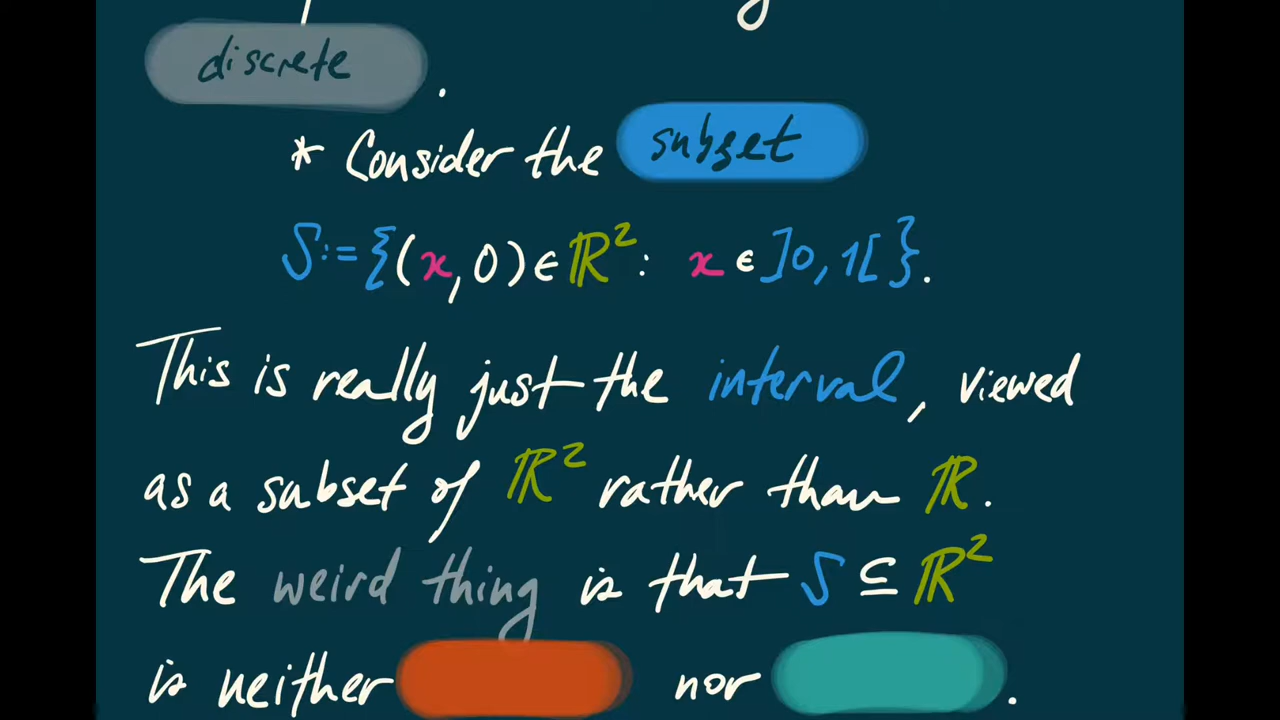 discrete.
* Consider the subset
S := {(x, 0) ∈ ℝ² : x ∈ ]0, 1[ }.
This is really just the interval, viewed
as a subset of ℝ² rather than ℝ.
The weird thing is that S ⊆ ℝ²
is neither nor .